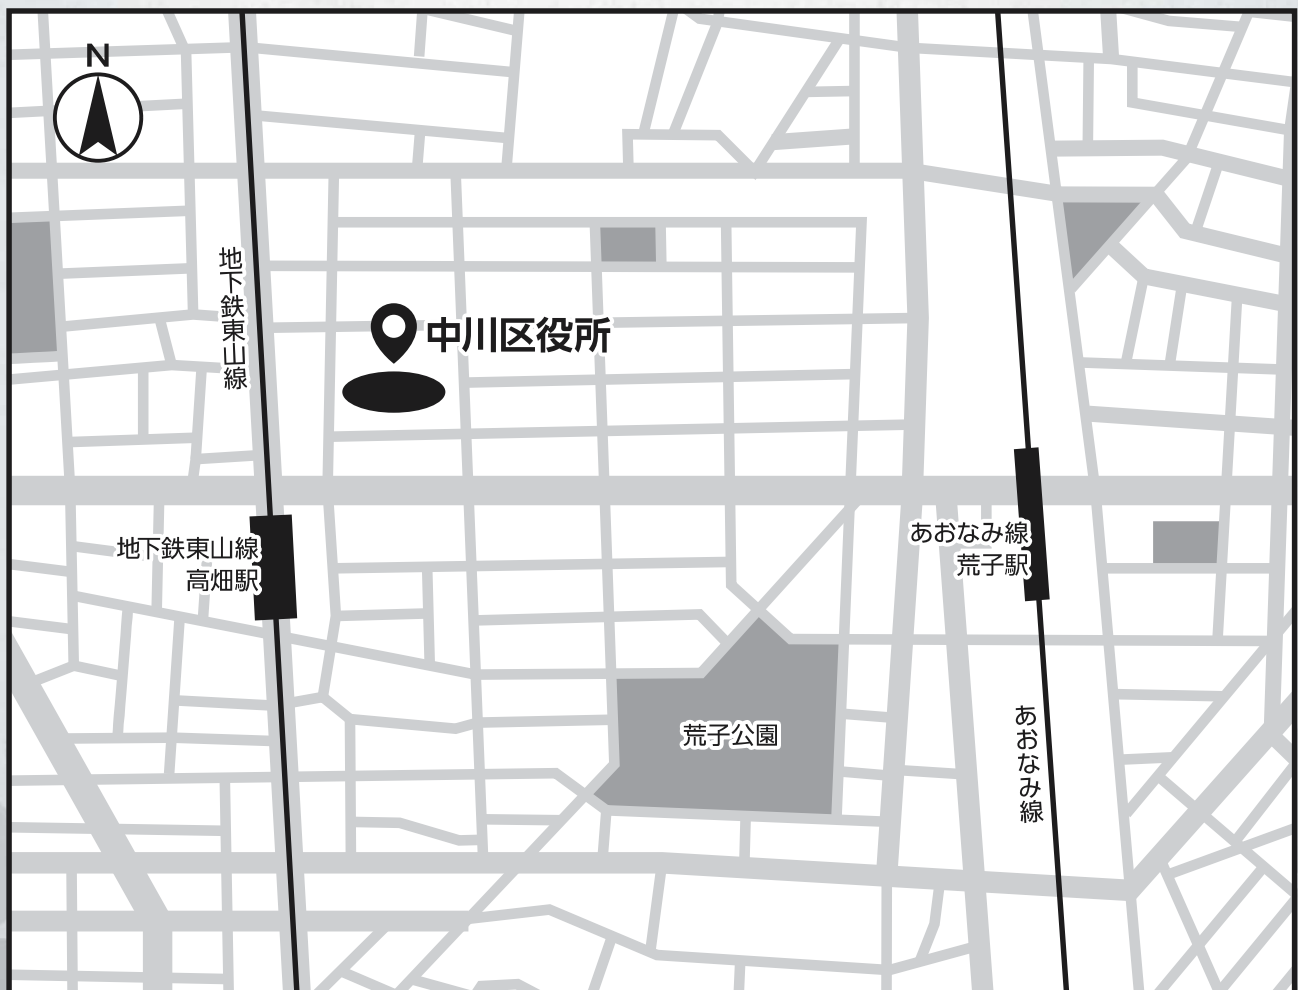 N
地下鉄東山線
中川区役所
地下鉄東山線
高畑駅
あおなみ線
荒子駅
荒子公園
あおなみ線